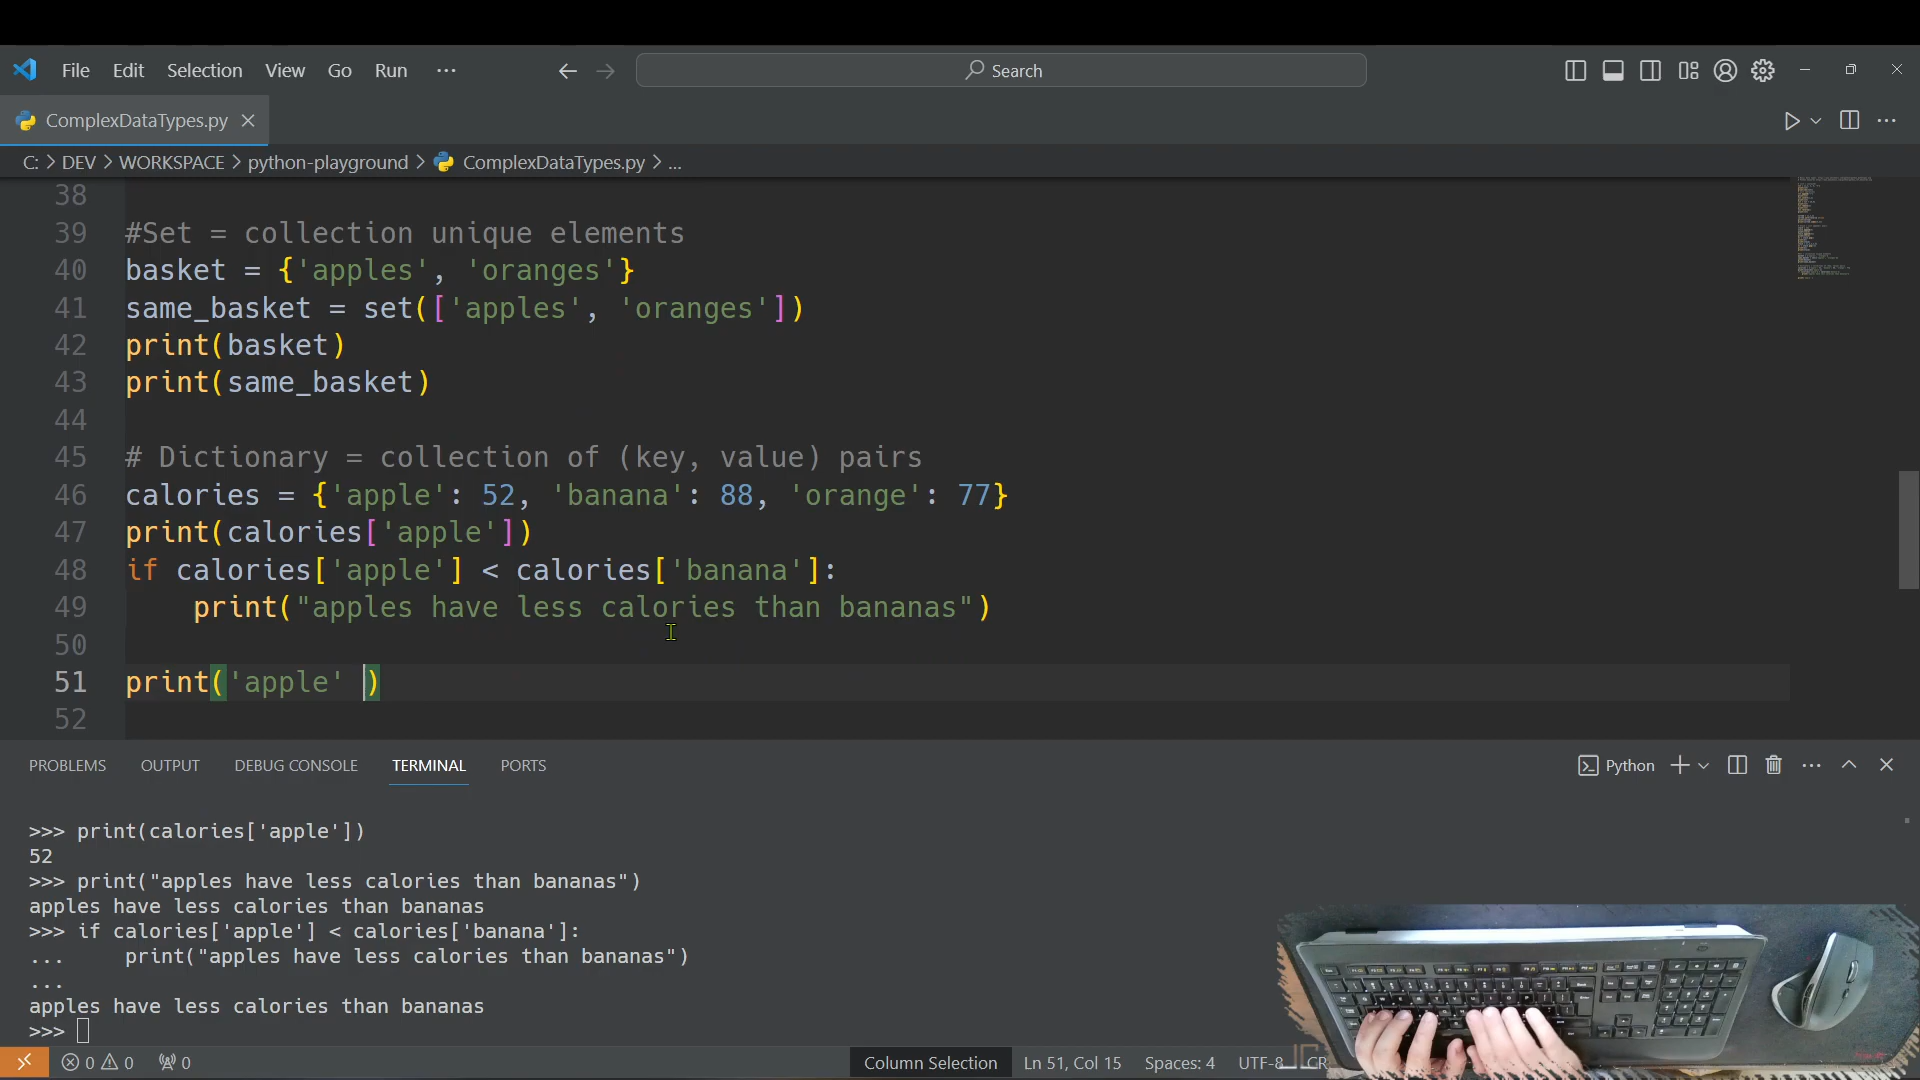 File Edit Selection View Go Run ··· Search
ComplexDataTypes.py
C: > DEV > WORKSPACE > python-playground > ComplexDataTypes.py > ...
38
39 #Set = collection unique elements
40 basket = {'apples', 'oranges'}
41 same_basket = set(['apples', 'oranges'])
42 print(basket)
43 print(same_basket)
44
45 # Dictionary = collection of (key, value) pairs
46 calories = {'apple': 52, 'banana': 88, 'orange': 77}
47 print(calories['apple'])
48 if calories['apple'] < calories['banana']:
49     print("apples have less calories than bananas")
50
51 print('apple' )
52
PROBLEMS OUTPUT DEBUG CONSOLE TERMINAL PORTS Python
>>> print(calories['apple'])
52
>>> print("apples have less calories than bananas")
apples have less calories than bananas
>>> if calories['apple'] < calories['banana']:
...     print("apples have less calories than bananas")
...
apples have less calories than bananas
>>>
0 0 0 Column Selection Ln 51, Col 15 Spaces: 4 UTF-8 CR